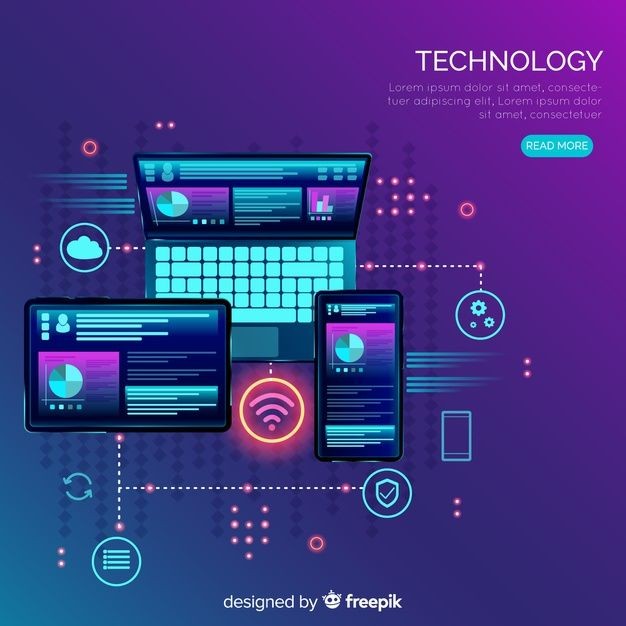 TECHNOLOGY
Lorem ipsum dolor sit amet, consecte-
tuer adipiscing elit, Lorem ipsum dolor
sit amet, consectetuer
READ MORE
designed by freepik